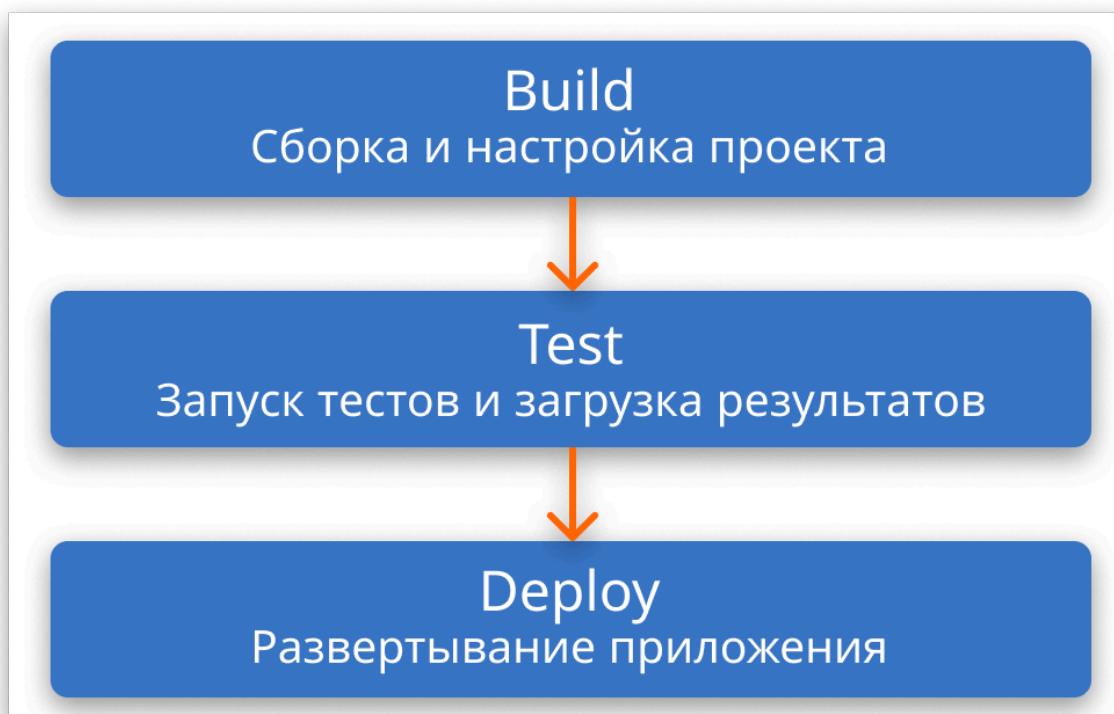 Build
Сборка и настройка проекта
Test
Запуск тестов и загрузка результатов
Deploy
Развертывание приложения